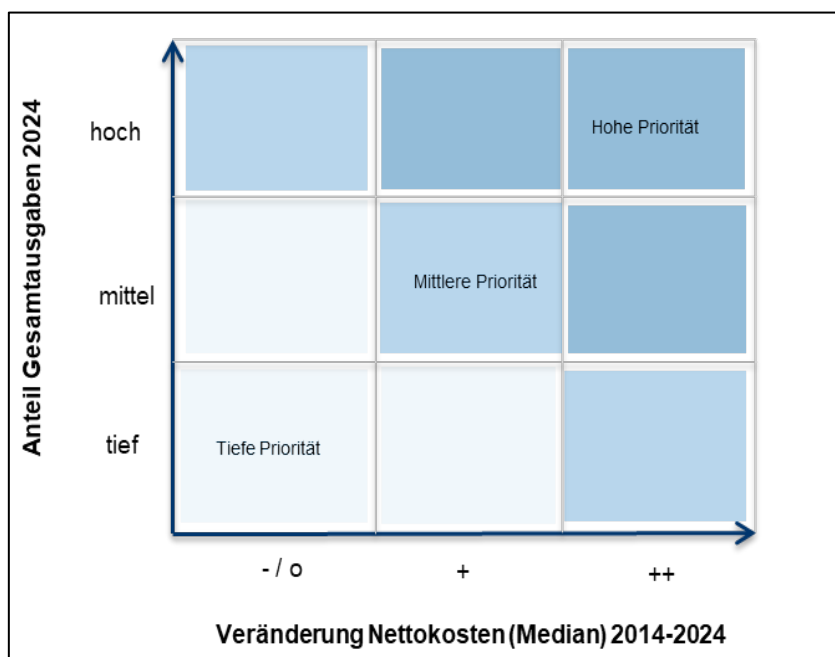 Anteil Gesamtausgaben 2024
hoch
Hohe Priorität
mittel
Mittlere Priorität
tief
Tiefe Priorität
- / o
+
++
Veränderung Nettokosten (Median) 2014-2024